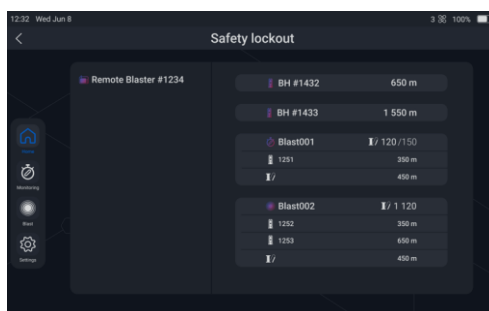 12:32 Wed Jun 8
3 100%
Safety lockout
Remote Blaster #1234
BH #1432 650 m
BH #1433 1 550 m
Blast001 120/150
1251 350 m
450 m
Blast002 1 120
1252 350 m
1253 650 m
450 m
Monitoring
Blast
Settings